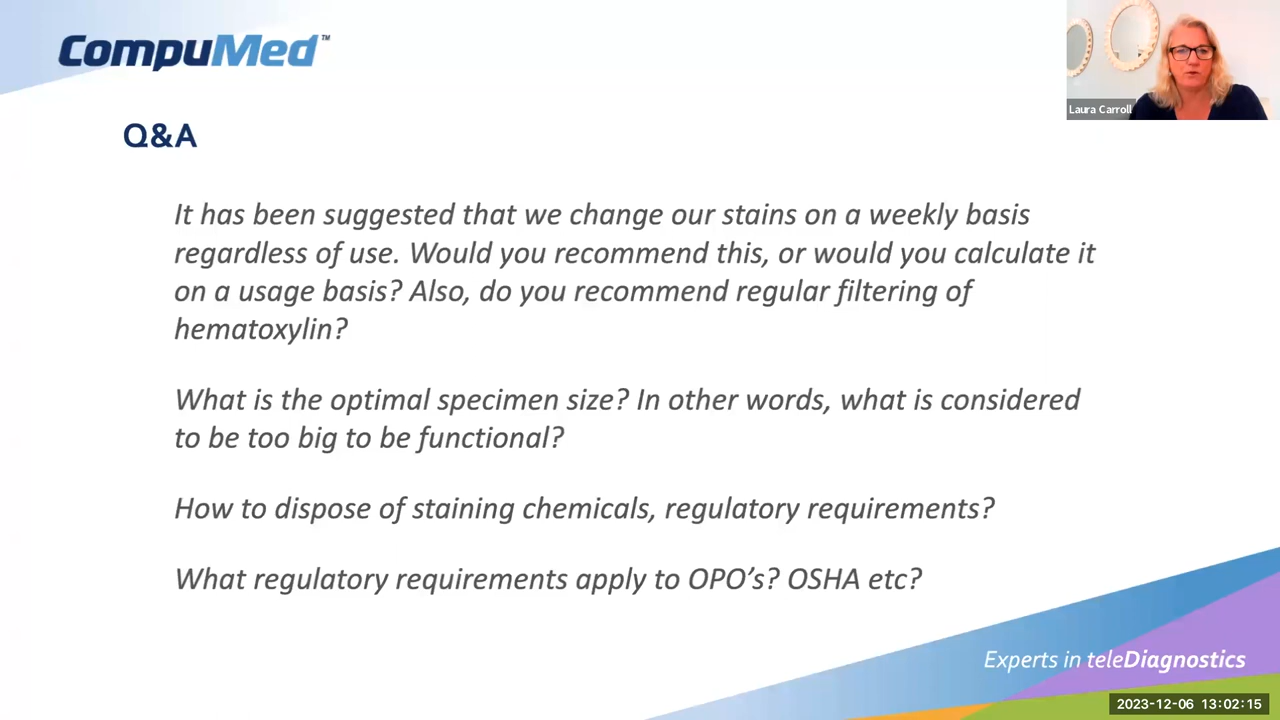 CompuMed™
Laura Carroll
Q&A
It has been suggested that we change our stains on a weekly basis
regardless of use. Would you recommend this, or would you calculate it
on a usage basis? Also, do you recommend regular filtering of
hematoxylin?
What is the optimal specimen size? In other words, what is considered
to be too big to be functional?
How to dispose of staining chemicals, regulatory requirements?
What regulatory requirements apply to OPO’s? OSHA etc?
Experts in teleDiagnostics
2023-12-06 13:02:15